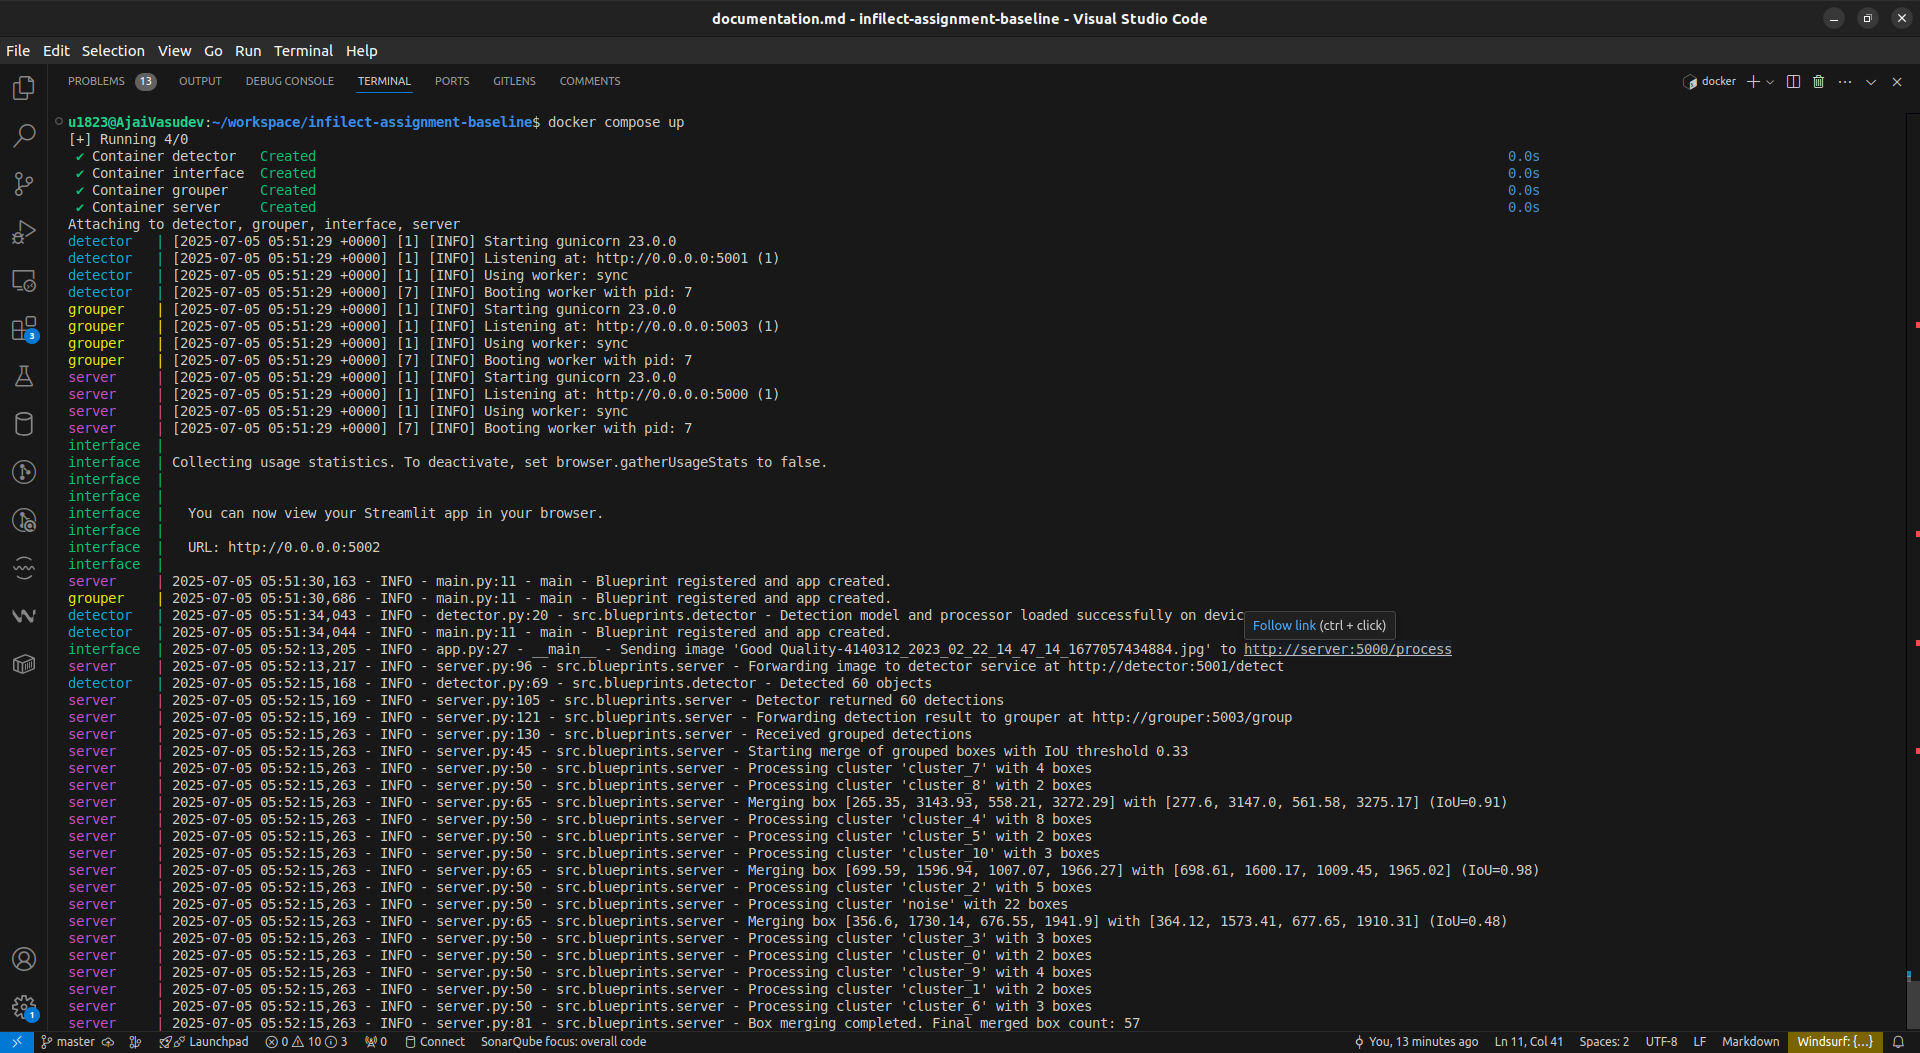 documentation.md - infilect-assignment-baseline - Visual Studio Code
File Edit Selection View Go Run Terminal Help
PROBLEMS 13 OUTPUT DEBUG CONSOLE TERMINAL PORTS GITLENS COMMENTS docker
u1823@AjaiVasudev:~/workspace/infilect-assignment-baseline$ docker compose up
[+] Running 4/0
✔ Container detector Created 0.0s
✔ Container interface Created 0.0s
✔ Container grouper Created 0.0s
✔ Container server Created 0.0s
Attaching to detector, grouper, interface, server
detector | [2025-07-05 05:51:29 +0000] [1] [INFO] Starting gunicorn 23.0.0
detector | [2025-07-05 05:51:29 +0000] [1] [INFO] Listening at: http://0.0.0.0:5001 (1)
detector | [2025-07-05 05:51:29 +0000] [1] [INFO] Using worker: sync
detector | [2025-07-05 05:51:29 +0000] [7] [INFO] Booting worker with pid: 7
grouper | [2025-07-05 05:51:29 +0000] [1] [INFO] Starting gunicorn 23.0.0
grouper | [2025-07-05 05:51:29 +0000] [1] [INFO] Listening at: http://0.0.0.0:5003 (1)
grouper | [2025-07-05 05:51:29 +0000] [1] [INFO] Using worker: sync
grouper | [2025-07-05 05:51:29 +0000] [7] [INFO] Booting worker with pid: 7
server | [2025-07-05 05:51:29 +0000] [1] [INFO] Starting gunicorn 23.0.0
server | [2025-07-05 05:51:29 +0000] [1] [INFO] Listening at: http://0.0.0.0:5000 (1)
server | [2025-07-05 05:51:29 +0000] [1] [INFO] Using worker: sync
server | [2025-07-05 05:51:29 +0000] [7] [INFO] Booting worker with pid: 7
interface |
interface | Collecting usage statistics. To deactivate, set browser.gatherUsageStats to false.
interface |
interface |
interface | You can now view your Streamlit app in your browser.
interface |
interface | URL: http://0.0.0.0:5002
interface |
server | 2025-07-05 05:51:30,163 - INFO - main.py:11 - main - Blueprint registered and app created.
grouper | 2025-07-05 05:51:30,686 - INFO - main.py:11 - main - Blueprint registered and app created.
detector | 2025-07-05 05:51:34,043 - INFO - detector.py:20 - src.blueprints.detector - Detection model and processor loaded successfully on devic
Follow link (ctrl + click)
detector | 2025-07-05 05:51:34,044 - INFO - main.py:11 - main - Blueprint registered and app created.
interface | 2025-07-05 05:52:13,205 - INFO - app.py:27 - __main__ - Sending image 'Good Quality-4140312_2023_02_22_14_47_14_1677057434884.jpg' to http://server:5000/process
server | 2025-07-05 05:52:13,217 - INFO - server.py:96 - src.blueprints.server - Forwarding image to detector service at http://detector:5001/detect
detector | 2025-07-05 05:52:15,168 - INFO - detector.py:69 - src.blueprints.detector - Detected 60 objects
server | 2025-07-05 05:52:15,169 - INFO - server.py:105 - src.blueprints.server - Detector returned 60 detections
server | 2025-07-05 05:52:15,169 - INFO - server.py:121 - src.blueprints.server - Forwarding detection result to grouper at http://grouper:5003/group
server | 2025-07-05 05:52:15,263 - INFO - server.py:130 - src.blueprints.server - Received grouped detections
server | 2025-07-05 05:52:15,263 - INFO - server.py:45 - src.blueprints.server - Starting merge of grouped boxes with IoU threshold 0.33
server | 2025-07-05 05:52:15,263 - INFO - server.py:50 - src.blueprints.server - Processing cluster 'cluster_7' with 4 boxes
server | 2025-07-05 05:52:15,263 - INFO - server.py:50 - src.blueprints.server - Processing cluster 'cluster_8' with 2 boxes
server | 2025-07-05 05:52:15,263 - INFO - server.py:65 - src.blueprints.server - Merging box [265.35, 3143.93, 558.21, 3272.29] with [277.6, 3147.0, 561.58, 3275.17] (IoU=0.91)
server | 2025-07-05 05:52:15,263 - INFO - server.py:50 - src.blueprints.server - Processing cluster 'cluster_4' with 8 boxes
server | 2025-07-05 05:52:15,263 - INFO - server.py:50 - src.blueprints.server - Processing cluster 'cluster_5' with 2 boxes
server | 2025-07-05 05:52:15,263 - INFO - server.py:50 - src.blueprints.server - Processing cluster 'cluster_10' with 3 boxes
server | 2025-07-05 05:52:15,263 - INFO - server.py:65 - src.blueprints.server - Merging box [699.59, 1596.94, 1007.07, 1966.27] with [698.61, 1600.17, 1009.45, 1965.02] (IoU=0.98)
server | 2025-07-05 05:52:15,263 - INFO - server.py:50 - src.blueprints.server - Processing cluster 'cluster_2' with 5 boxes
server | 2025-07-05 05:52:15,263 - INFO - server.py:50 - src.blueprints.server - Processing cluster 'noise' with 22 boxes
server | 2025-07-05 05:52:15,263 - INFO - server.py:65 - src.blueprints.server - Merging box [356.6, 1730.14, 676.55, 1941.9] with [364.12, 1573.41, 677.65, 1910.31] (IoU=0.48)
server | 2025-07-05 05:52:15,263 - INFO - server.py:50 - src.blueprints.server - Processing cluster 'cluster_3' with 3 boxes
server | 2025-07-05 05:52:15,263 - INFO - server.py:50 - src.blueprints.server - Processing cluster 'cluster_0' with 2 boxes
server | 2025-07-05 05:52:15,263 - INFO - server.py:50 - src.blueprints.server - Processing cluster 'cluster_9' with 4 boxes
server | 2025-07-05 05:52:15,263 - INFO - server.py:50 - src.blueprints.server - Processing cluster 'cluster_1' with 2 boxes
server | 2025-07-05 05:52:15,263 - INFO - server.py:50 - src.blueprints.server - Processing cluster 'cluster_6' with 3 boxes
server | 2025-07-05 05:52:15,263 - INFO - server.py:81 - src.blueprints.server - Box merging completed. Final merged box count: 57
3
1
master Launchpad 0 10 3 0 Connect SonarQube focus: overall code You, 13 minutes ago Ln 11, Col 41 Spaces: 2 UTF-8 LF Markdown Windsurf: {...}